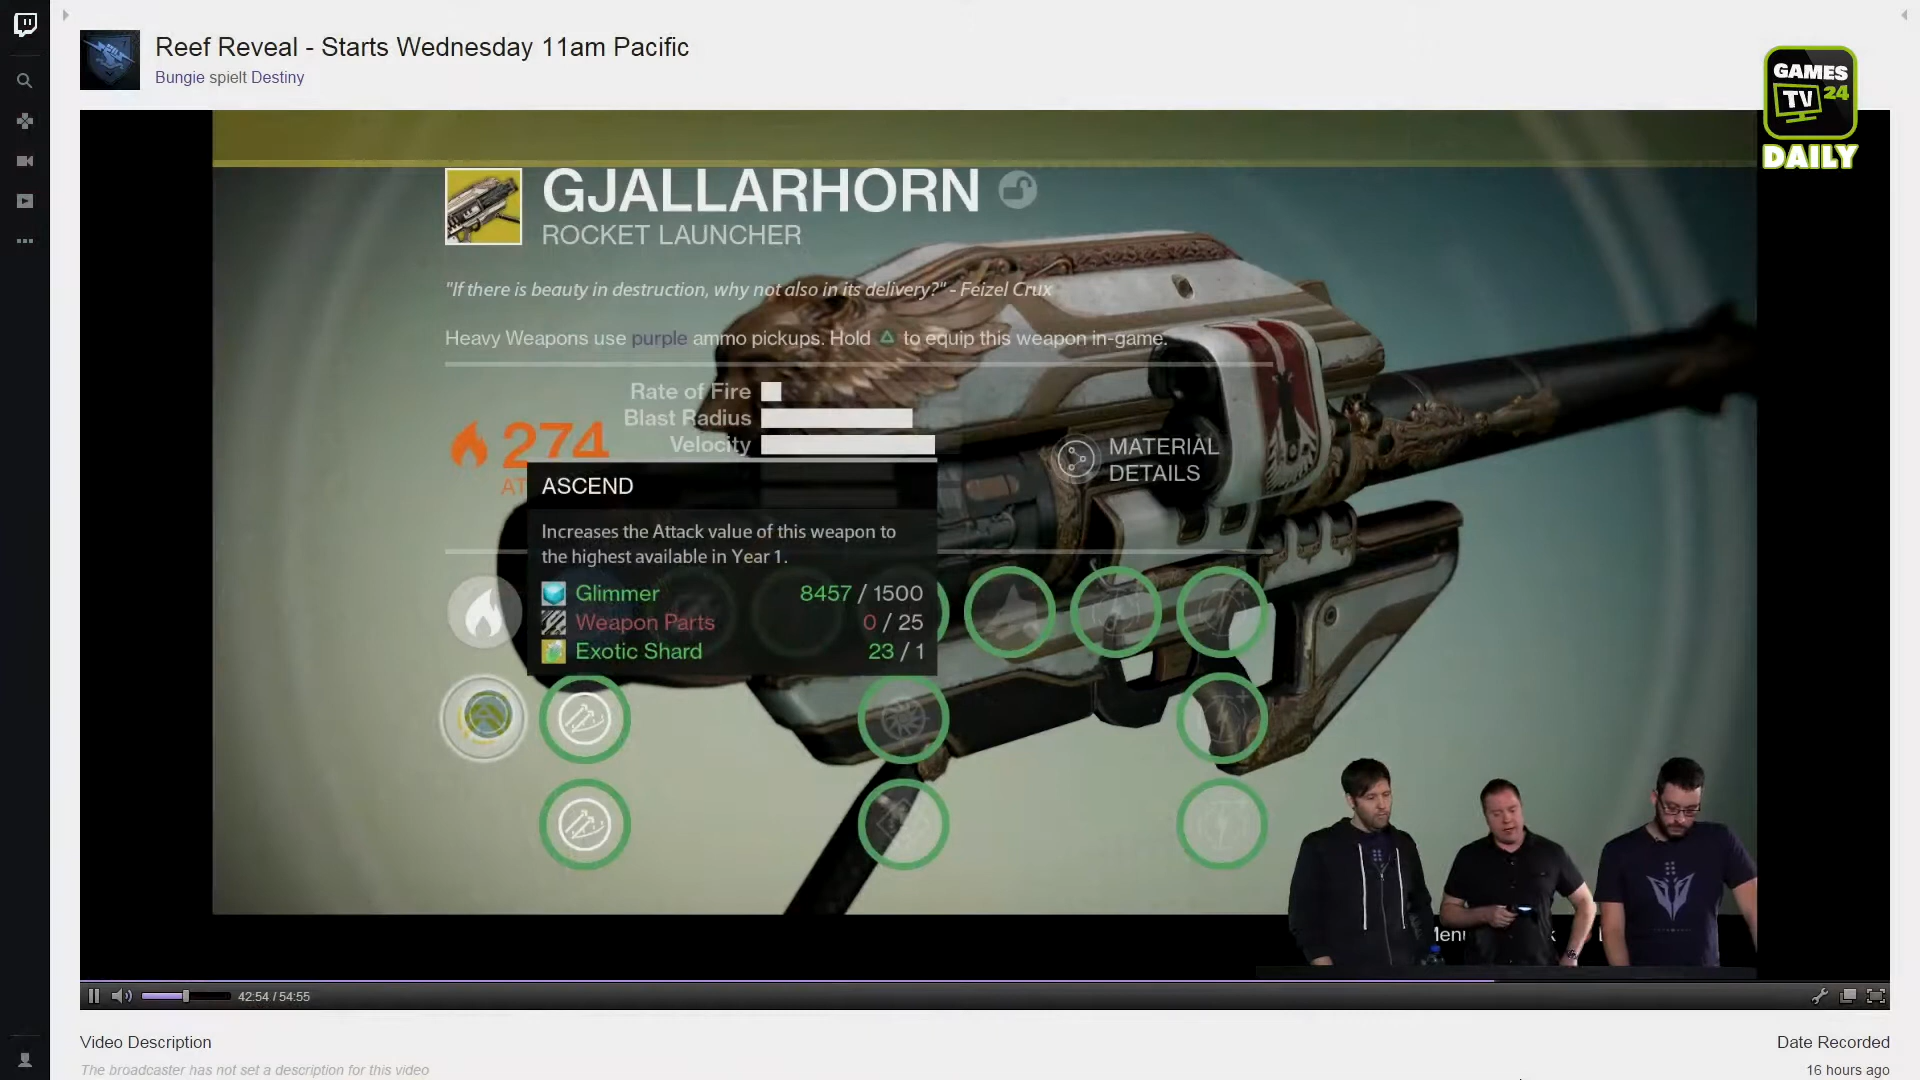 Reef Reveal - Starts Wednesday 11am Pacific
Bungie spielt Destiny
GAMES
TV 24
DAILY
GJALLARHORN
ROCKET LAUNCHER
"If there is beauty in destruction, why not also in its delivery?" - Feizel Crux
Heavy Weapons use purple ammo pickups. Hold △ to equip this weapon in-game.
Rate of Fire
Blast Radius
Velocity
274
MATERIAL
DETAILS
ASCEND
Increases the Attack value of this weapon to
the highest available in Year 1.
Glimmer 8457 / 1500
Weapon Parts 0 / 25
Exotic Shard 23 / 1
42:54 / 54:55
Video Description
Date Recorded
The broadcaster has not set a description for this video
16 hours ago